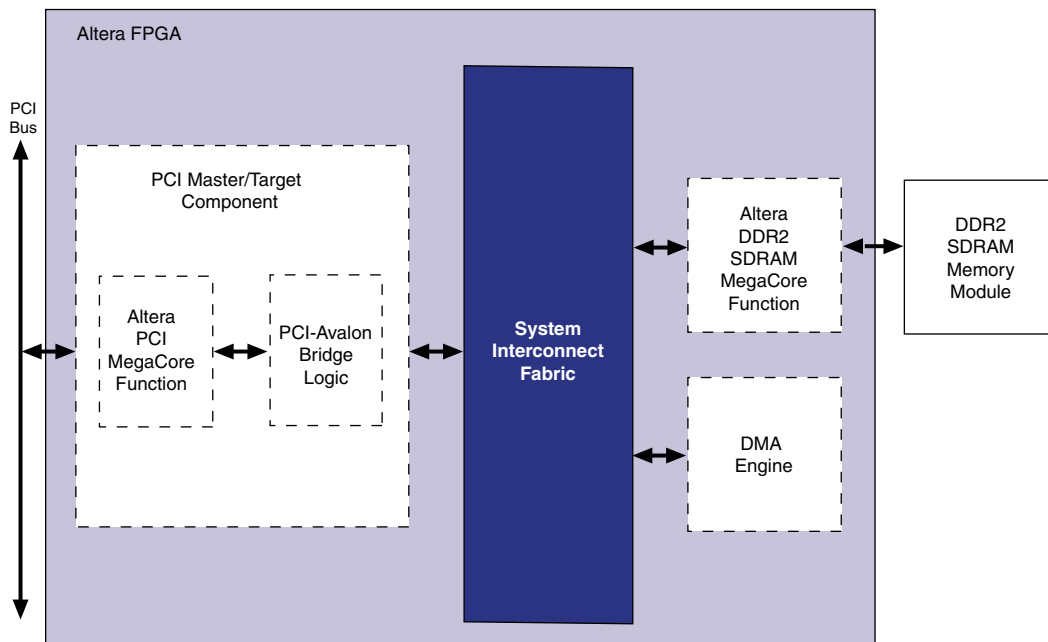 Altera FPGA
PCI
Bus
PCI Master/Target
Component
Altera
PCI
MegaCore
Function
PCI-Avalon
Bridge
Logic
System
Interconnect
Fabric
Altera
DDR2
SDRAM
MegaCore
Function
DDR2
SDRAM
Memory
Module
DMA
Engine